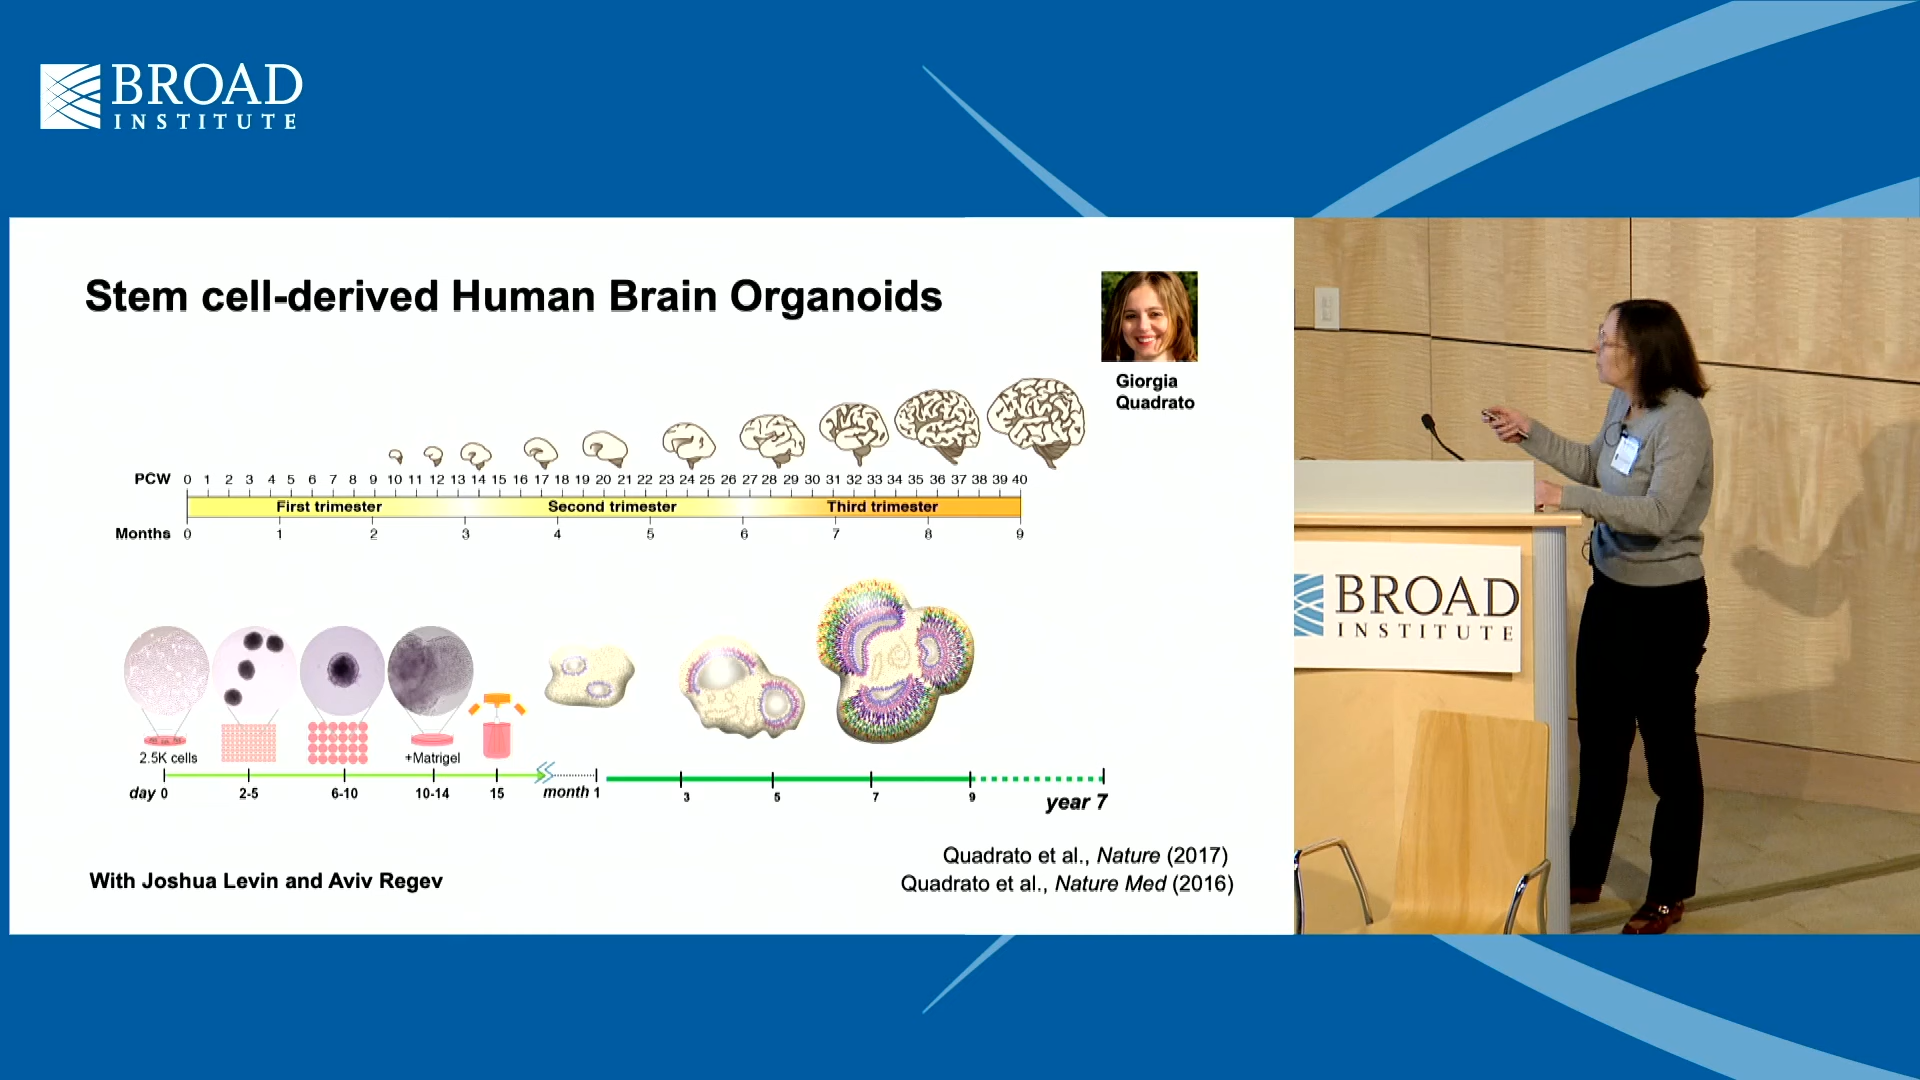 BROAD
INSTITUTE
Stem cell-derived Human Brain Organoids
Giorgia
Quadrato
PCW 0 1 2 3 4 5 6 7 8 9 10 11 12 13 14 15 16 17 18 19 20 21 22 23 24 25 26 27 28 29 30 31 32 33 34 35 36 37 38 39 40
First trimester Second trimester Third trimester
Months 0 1 2 3 4 5 6 7 8 9
2.5K cells +Matrigel
day 0 2-5 6-10 10-14 15 month 1 3 5 7 9 year 7
Quadrato et al., Nature (2017)
Quadrato et al., Nature Med (2016)
With Joshua Levin and Aviv Regev
BROAD
INSTITUTE